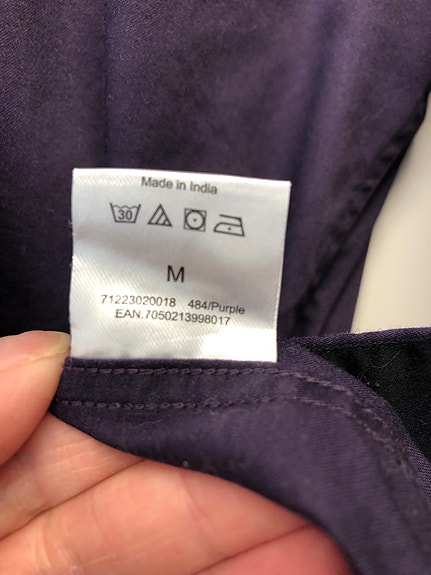 Made in India
30
M
71223020018 484/Purple
EAN.7050213998017